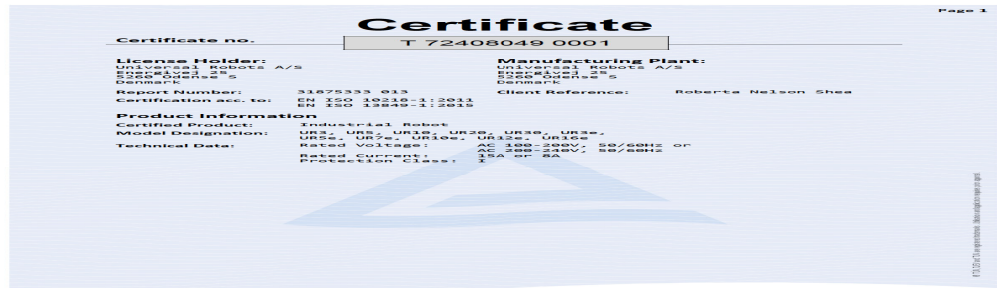 Page 1
Certificate
Certificate no.
T 72408049 0001
License Holder:
Universal Robots A/S
Energivej 25
5260 Odense S
Denmark
Manufacturing Plant:
Universal Robots A/S
Energivej 25
5260 Odense S
Denmark
Report Number: 31875333 013
Client Reference: Roberta Nelson Shea
Certification acc. to: EN ISO 10218-1:2011
EN ISO 13849-1:2015
Product Information
Certified Product: Industrial Robot
Model Designation: UR3, UR5, UR10, UR20, UR30, UR3e,
UR5e, UR7e, UR10e, UR12e, UR16e
Technical Data: Rated Voltage: AC 100-200V, 50/60Hz or
AC 200-240V, 50/60Hz
Rated Current: 15A or 8A
Protection Class: I